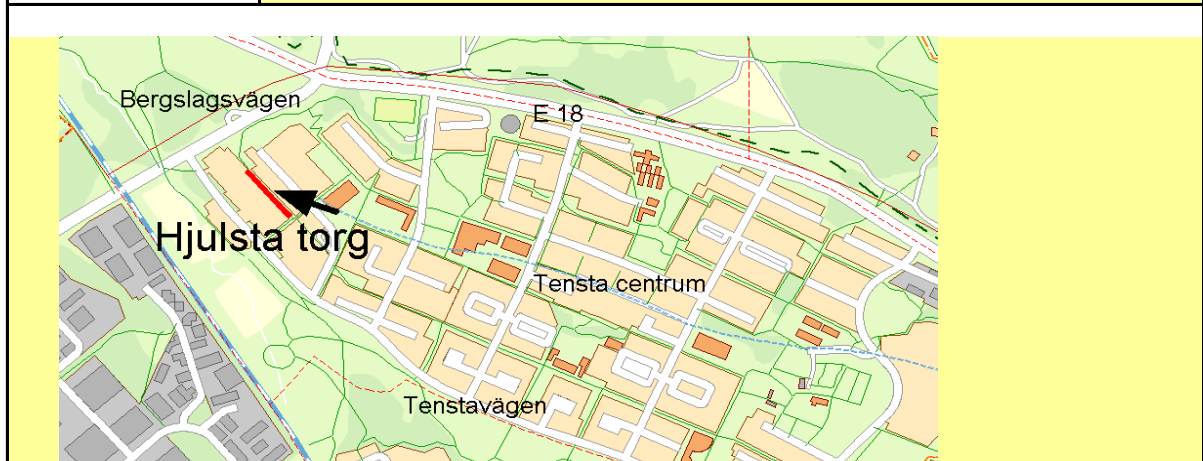 Bergslagsvägen
E 18
Hjulsta torg
Tensta centrum
Tenstavägen